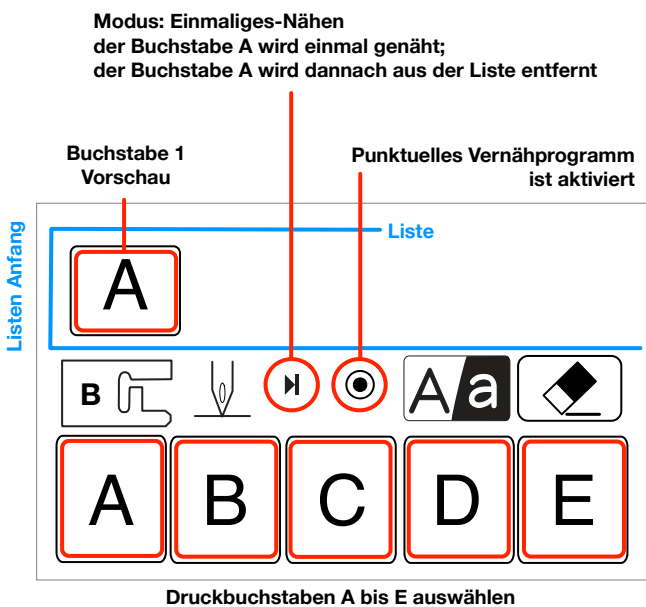 Modus: Einmaliges-Nähen
der Buchstabe A wird einmal genäht;
der Buchstabe A wird dannach aus der Liste entfernt
Buchstabe 1
Vorschau
Punktuelles Vernähprogramm
ist aktiviert
Listen Anfang
Liste
A
B
A a
A B C D E
Druckbuchstaben A bis E auswählen